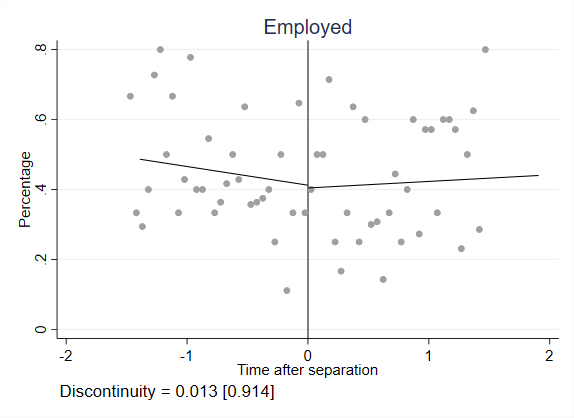 Employed
Percentage
.8
.6
.4
.2
0
-2 -1 0 1 2
Time after separation
Discontinuity = 0.013 [0.914]